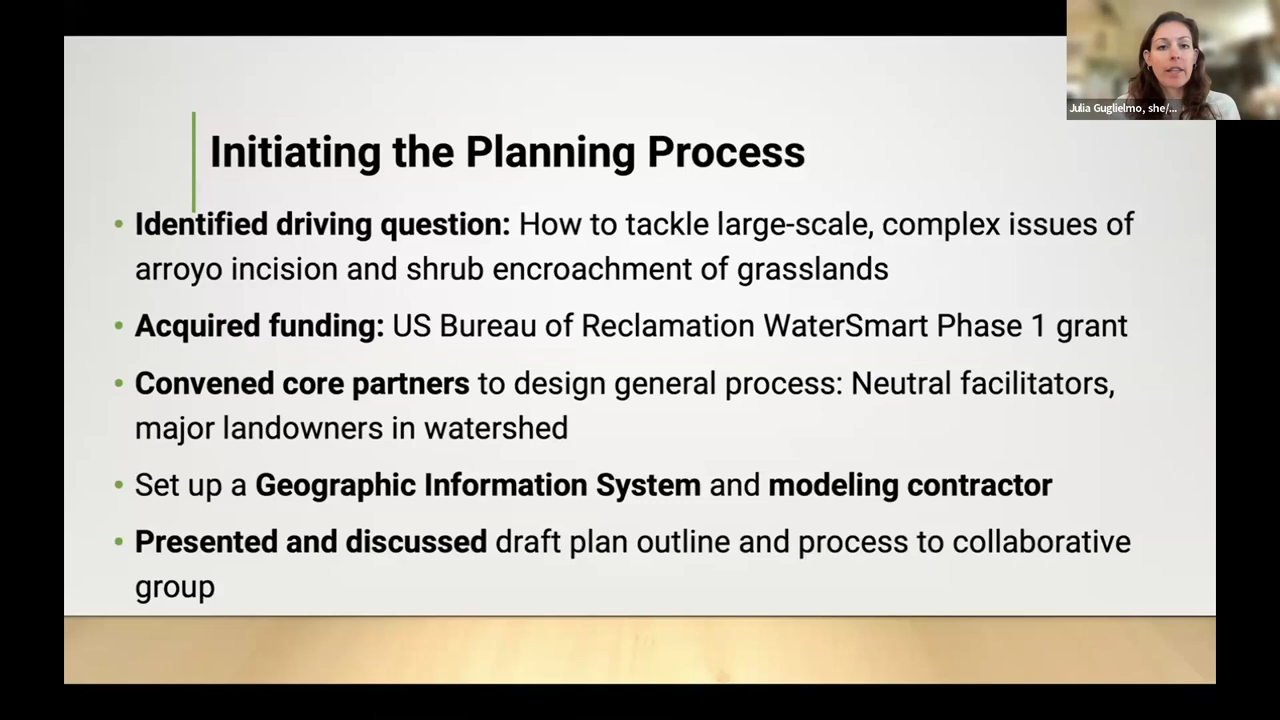 Julia Guglielmo, she/...
Initiating the Planning Process
• Identified driving question: How to tackle large-scale, complex issues of
arroyo incision and shrub encroachment of grasslands
• Acquired funding: US Bureau of Reclamation WaterSmart Phase 1 grant
• Convened core partners to design general process: Neutral facilitators,
major landowners in watershed
• Set up a Geographic Information System and modeling contractor
• Presented and discussed draft plan outline and process to collaborative
group